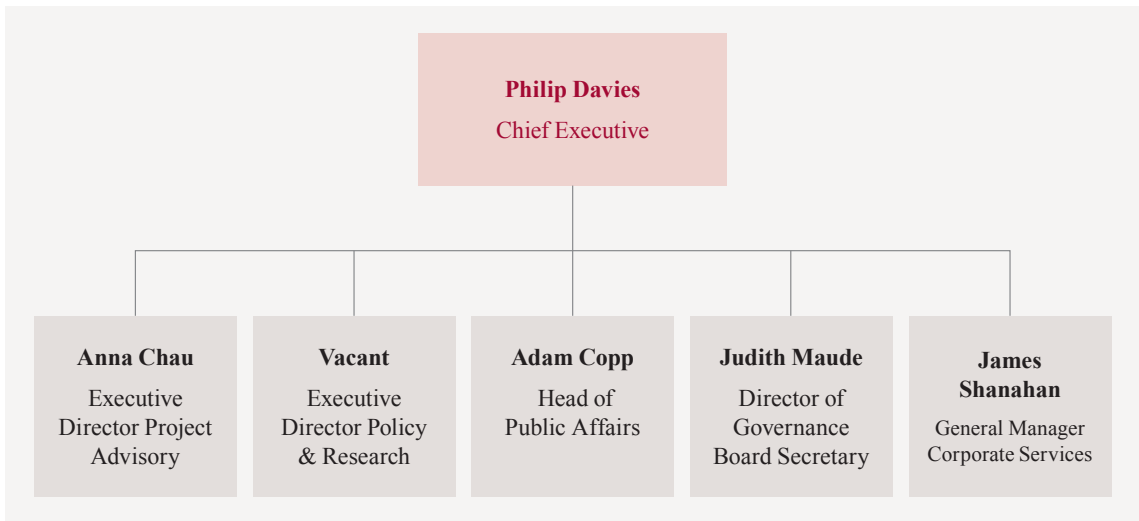 Philip Davies
Chief Executive
Anna Chau
Executive
Director Project
Advisory
Vacant
Executive
Director Policy
& Research
Adam Copp
Head of
Public Affairs
Judith Maude
Director of
Governance
Board Secretary
James
Shanahan
General Manager
Corporate Services